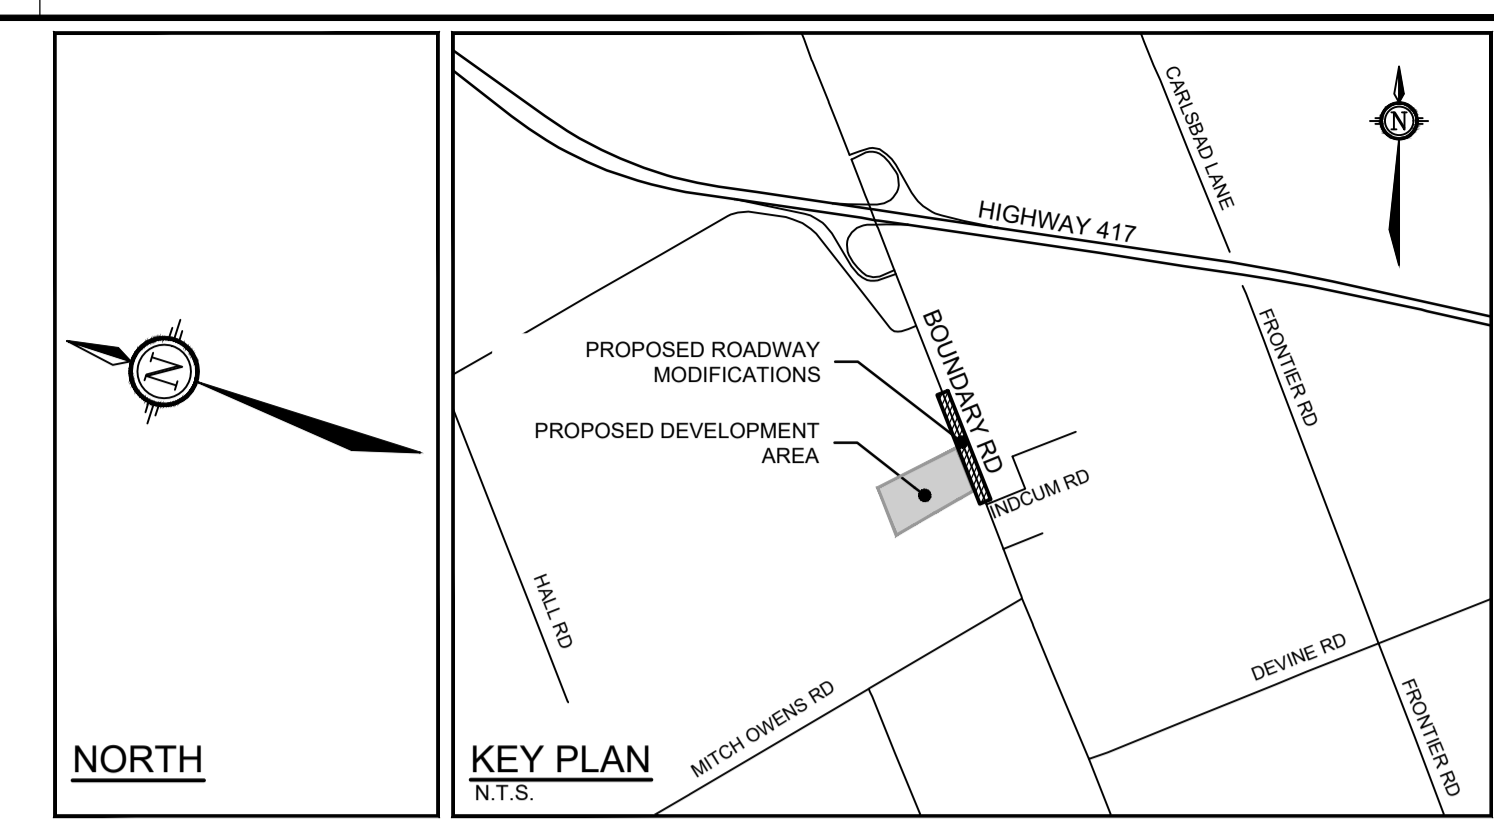 N
NORTH
CARLSBAD LANE
N
HIGHWAY 417
BOUNDARY RD
FRONTIER RD
PROPOSED ROADWAY
MODIFICATIONS
PROPOSED DEVELOPMENT
AREA
INDCUM RD
HALL RD
DEVINE RD
MITCH OWENS RD
FRONTIER RD
KEY PLAN
N.T.S.